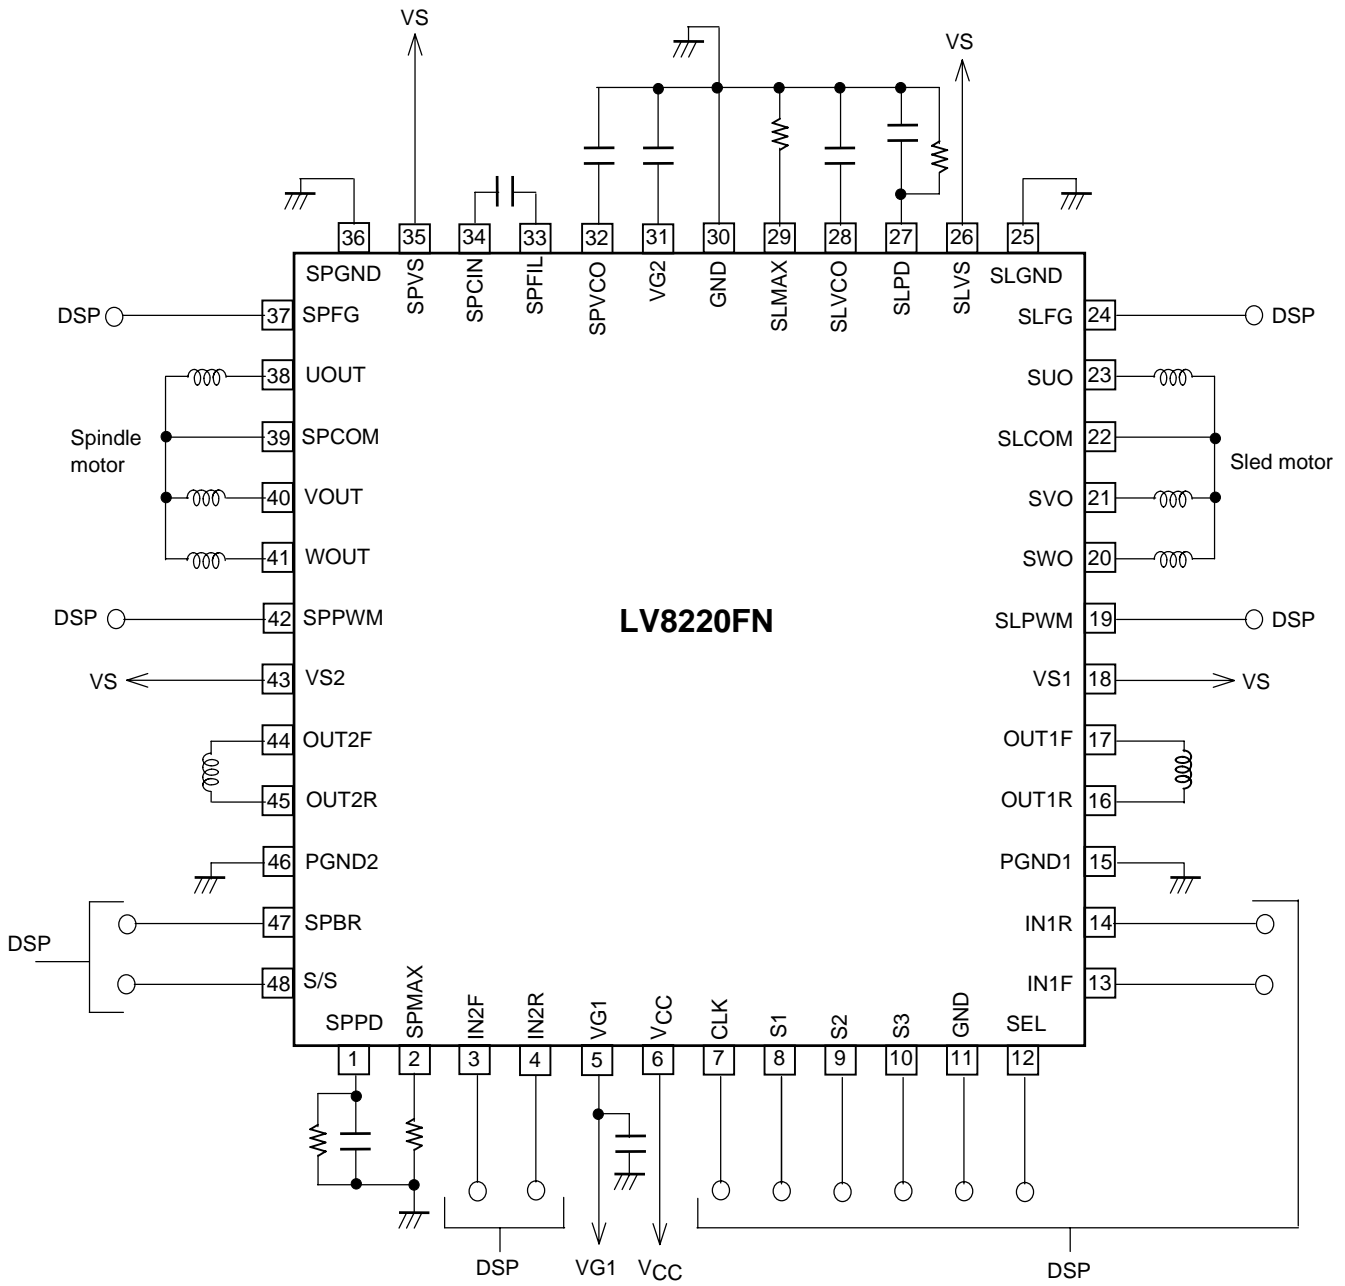 VS
VS
36
35
34
33
32
31
30
29
28
27
26
25
SPGND
SPVS
SPCIN
SPFIL
SPVCO
VG2
GND
SLMAX
SLVCO
SLPD
SLVS
SLGND
DSP
37
SPFG
SLFG
24
DSP
38
UOUT
SUO
23
Spindle
motor
39
SPCOM
SLCOM
22
Sled motor
40
VOUT
SVO
21
41
WOUT
SWO
20
DSP
42
SPPWM
LV8220FN
SLPWM
19
DSP
VS
43
VS2
VS1
18
VS
44
OUT2F
OUT1F
17
45
OUT2R
OUT1R
16
46
PGND2
PGND1
15
DSP
47
SPBR
IN1R
14
48
S/S
IN1F
13
SPPD
SPMAX
IN2F
IN2R
VG1
VCC
CLK
S1
S2
S3
GND
SEL
1
2
3
4
5
6
7
8
9
10
11
12
DSP
VG1
VCC
DSP